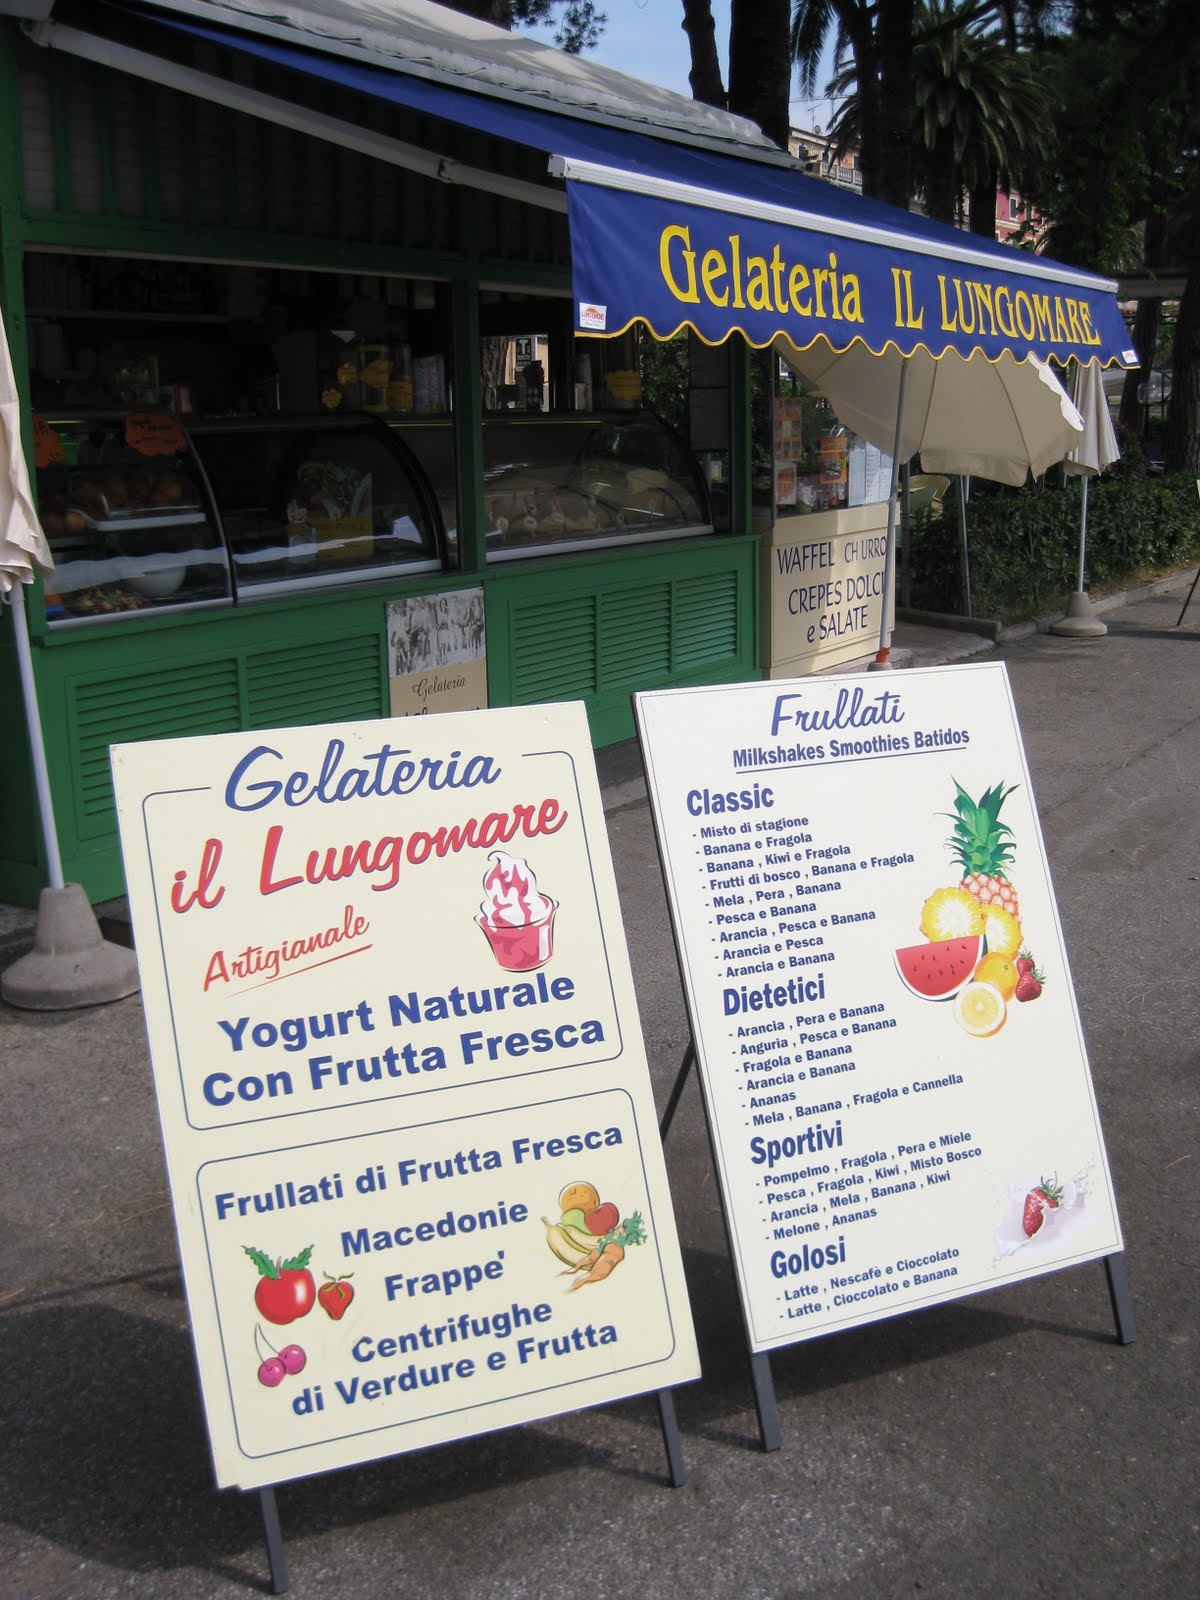 Gelateria IL LUNGOMARE
WAFFEL CHURRO
CREPES DOLCI
e SALATE
Gelateria
Gelateria
il Lungomare
Artigianale
Yogurt Naturale
Con Frutta Fresca
Frullati di Frutta Fresca
Macedonie
Frappe'
Centrifughe
di Verdure e Frutta
Frullati
Milkshakes Smoothies Batidos
Classic
- Misto di stagione
- Banana e Fragola
- Banana , Kiwi e Fragola
- Frutti di bosco , Banana e Fragola
- Mela , Pera , Banana
- Pesca e Banana
- Arancia , Pesca e Banana
- Arancia e Pesca
- Arancia e Banana
Dietetici
- Arancia , Pera e Banana
- Anguria , Pesca e Banana
- Fragola e Banana
- Arancia e Banana
- Ananas
- Mela , Banana , Fragola e Cannella
Sportivi
- Pompelmo , Fragola , Pera e Miele
- Pesca , Fragola , Kiwi , Misto Bosco
- Arancia , Mela , Banana , Kiwi
- Melone , Ananas
Golosi
- Latte , Nescafè e Cioccolato
- Latte , Cioccolato e Banana